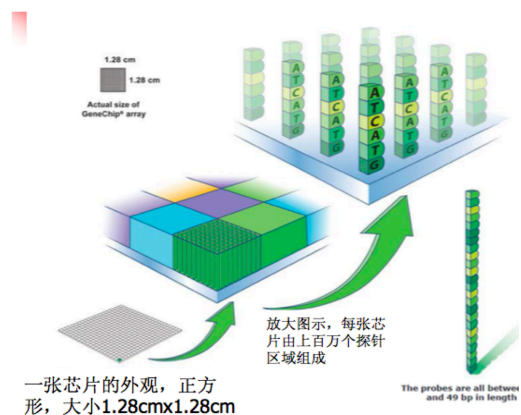 1.28 cm
1.28 cm
Actual size of
GeneChip® array
A
T
C
A
T
G
A
T
C
A
T
G
A
T
C
A
T
G
A
T
C
A
T
G
A
T
C
A
T
G
放大图示，每张芯
片由上百万个探针
区域组成
一张芯片的外观，正方
形，大小1.28cmx1.28cm
The probes are all betwee
and 49 bp in length